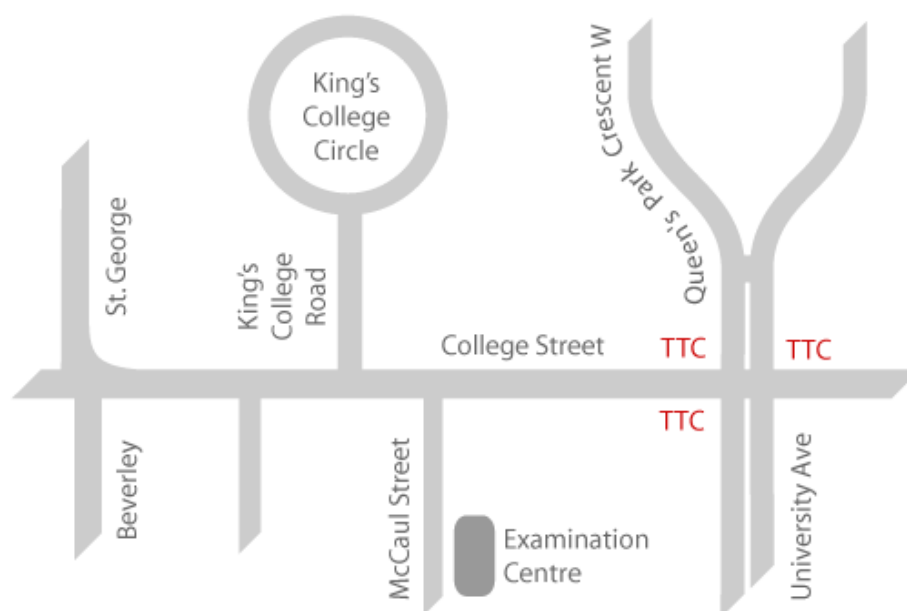 King's
College
Circle
Queen's Park Crescent W
St. George
King's
College
Road
College Street
TTC
TTC
TTC
Beverley
McCaul Street
University Ave
Examination
Centre